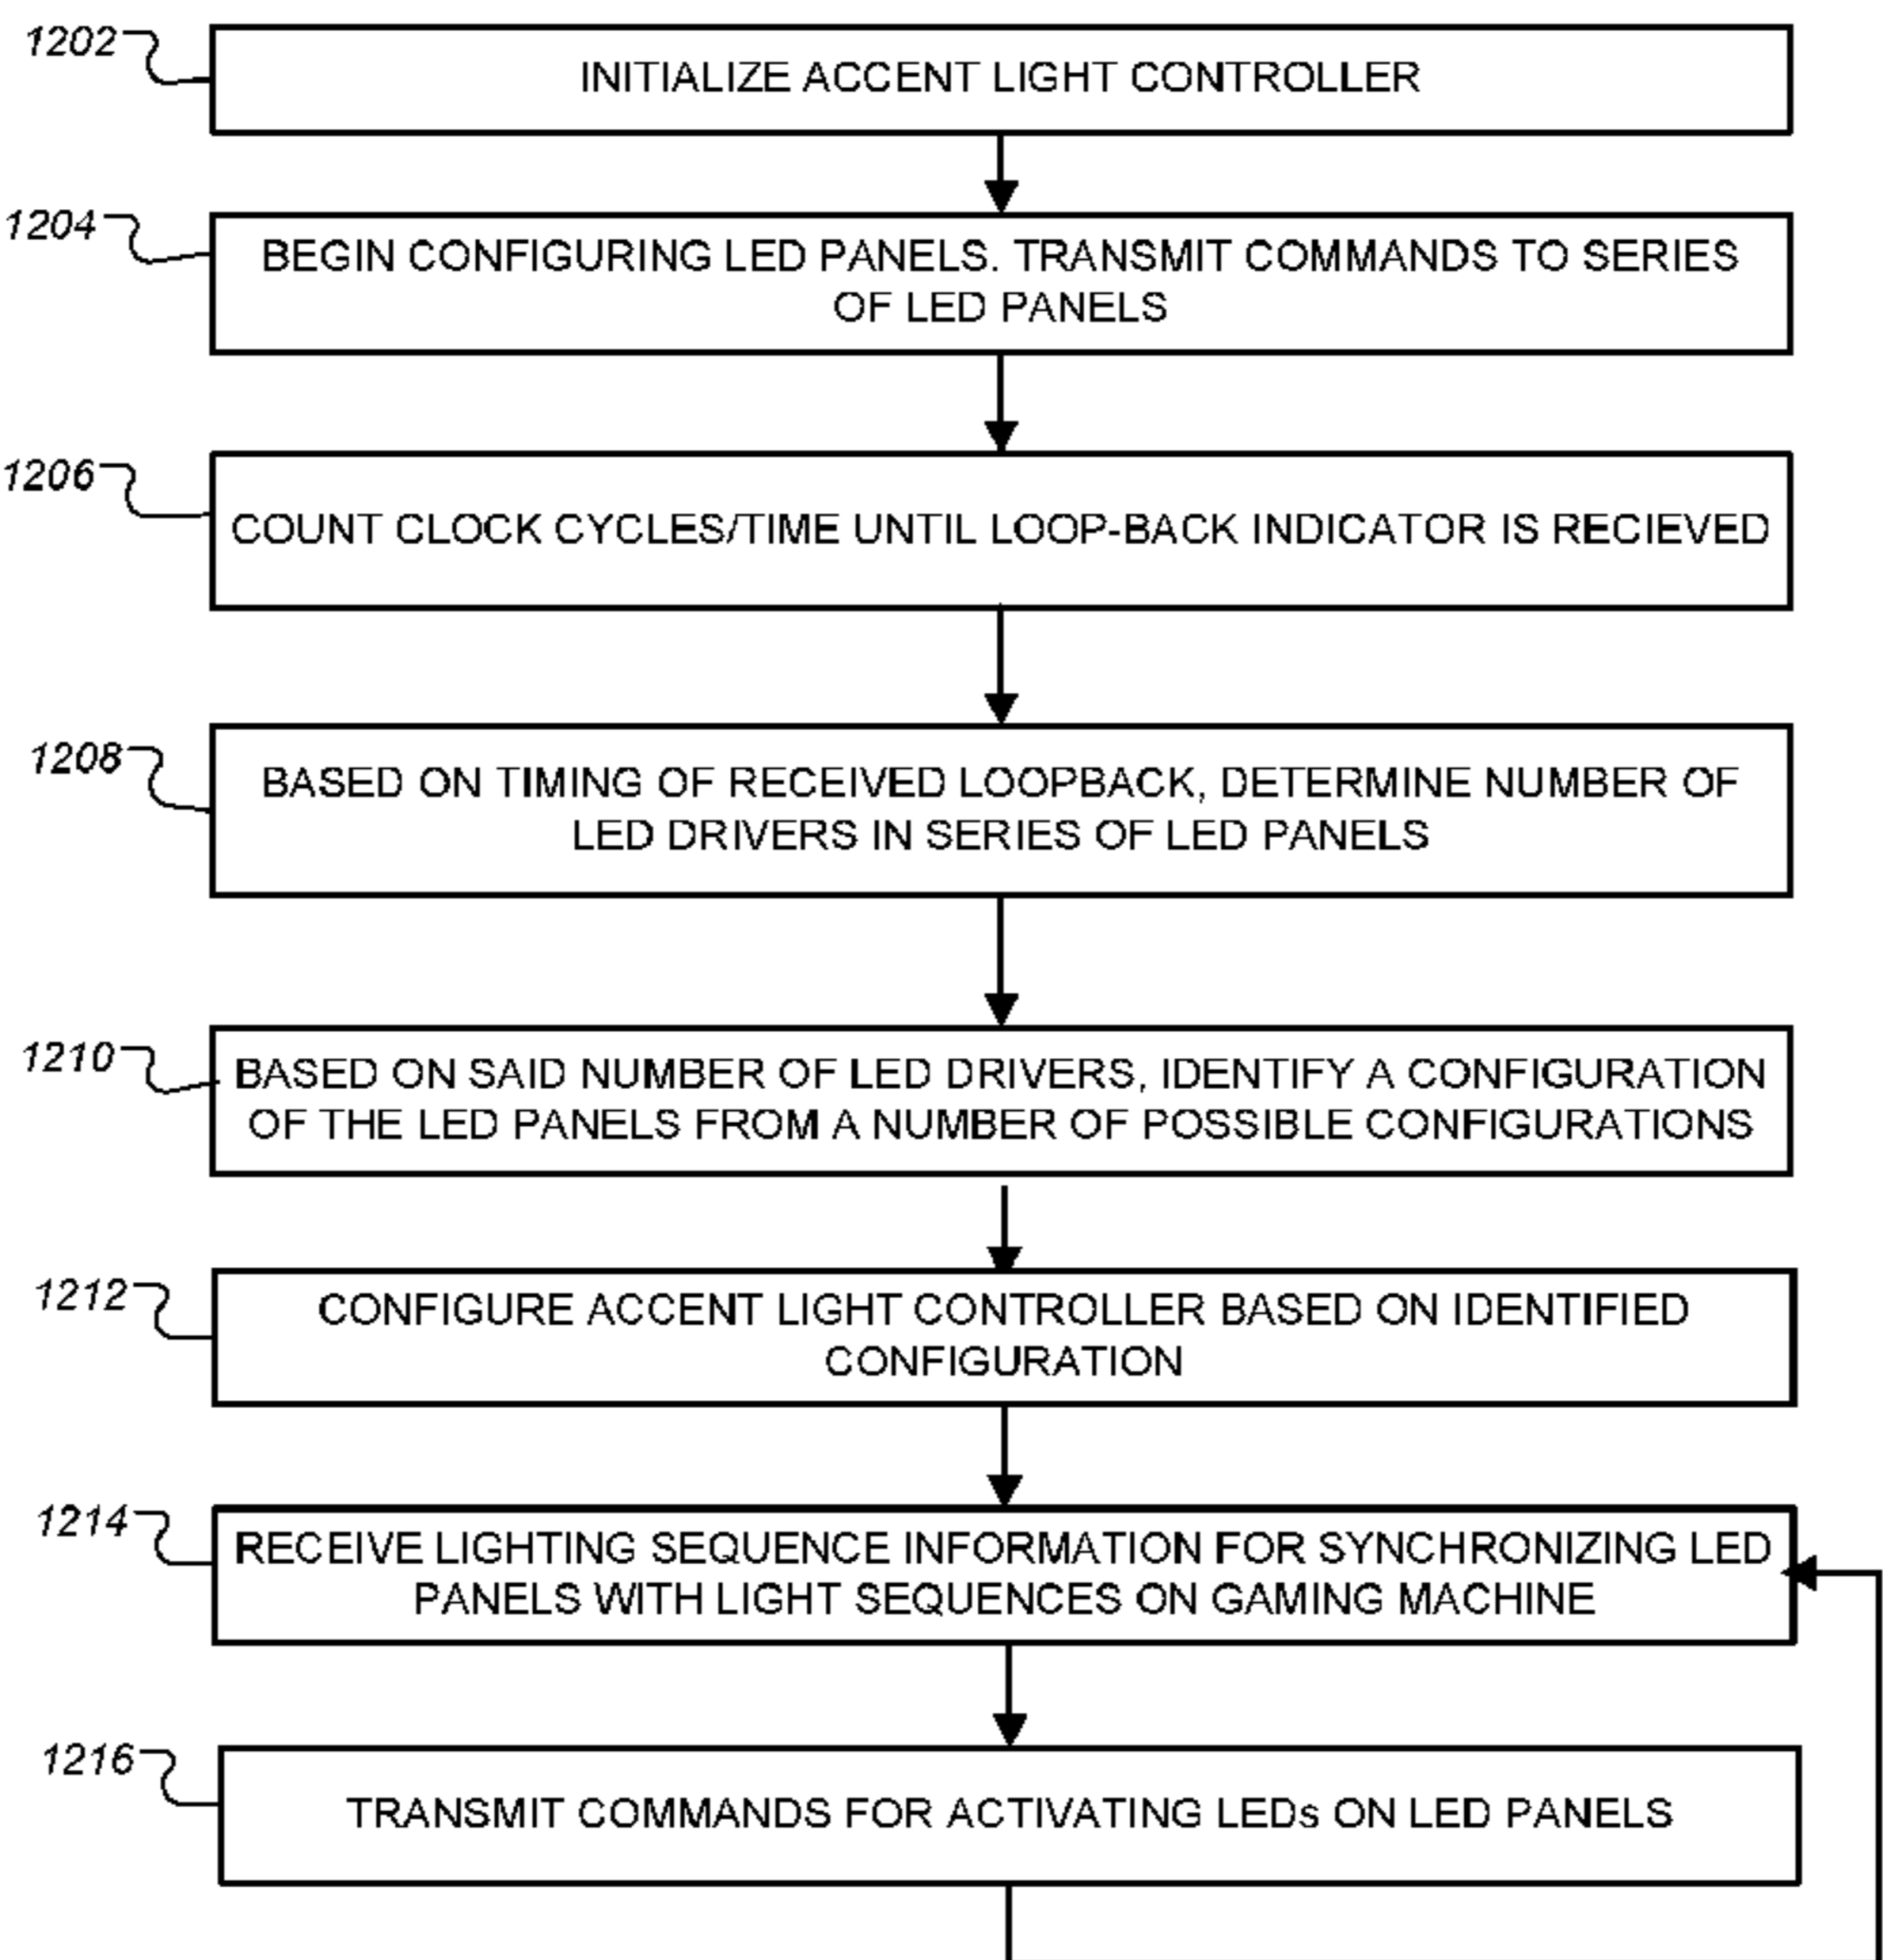 1202
INITIALIZE ACCENT LIGHT CONTROLLER
1204
BEGIN CONFIGURING LED PANELS. TRANSMIT COMMANDS TO SERIES
OF LED PANELS
1206
COUNT CLOCK CYCLES/TIME UNTIL LOOP-BACK INDICATOR IS RECIEVED
1208
BASED ON TIMING OF RECEIVED LOOPBACK, DETERMINE NUMBER OF
LED DRIVERS IN SERIES OF LED PANELS
1210
BASED ON SAID NUMBER OF LED DRIVERS, IDENTIFY A CONFIGURATION
OF THE LED PANELS FROM A NUMBER OF POSSIBLE CONFIGURATIONS
1212
CONFIGURE ACCENT LIGHT CONTROLLER BASED ON IDENTIFIED
CONFIGURATION
1214
RECEIVE LIGHTING SEQUENCE INFORMATION FOR SYNCHRONIZING LED
PANELS WITH LIGHT SEQUENCES ON GAMING MACHINE
1216
TRANSMIT COMMANDS FOR ACTIVATING LEDs ON LED PANELS